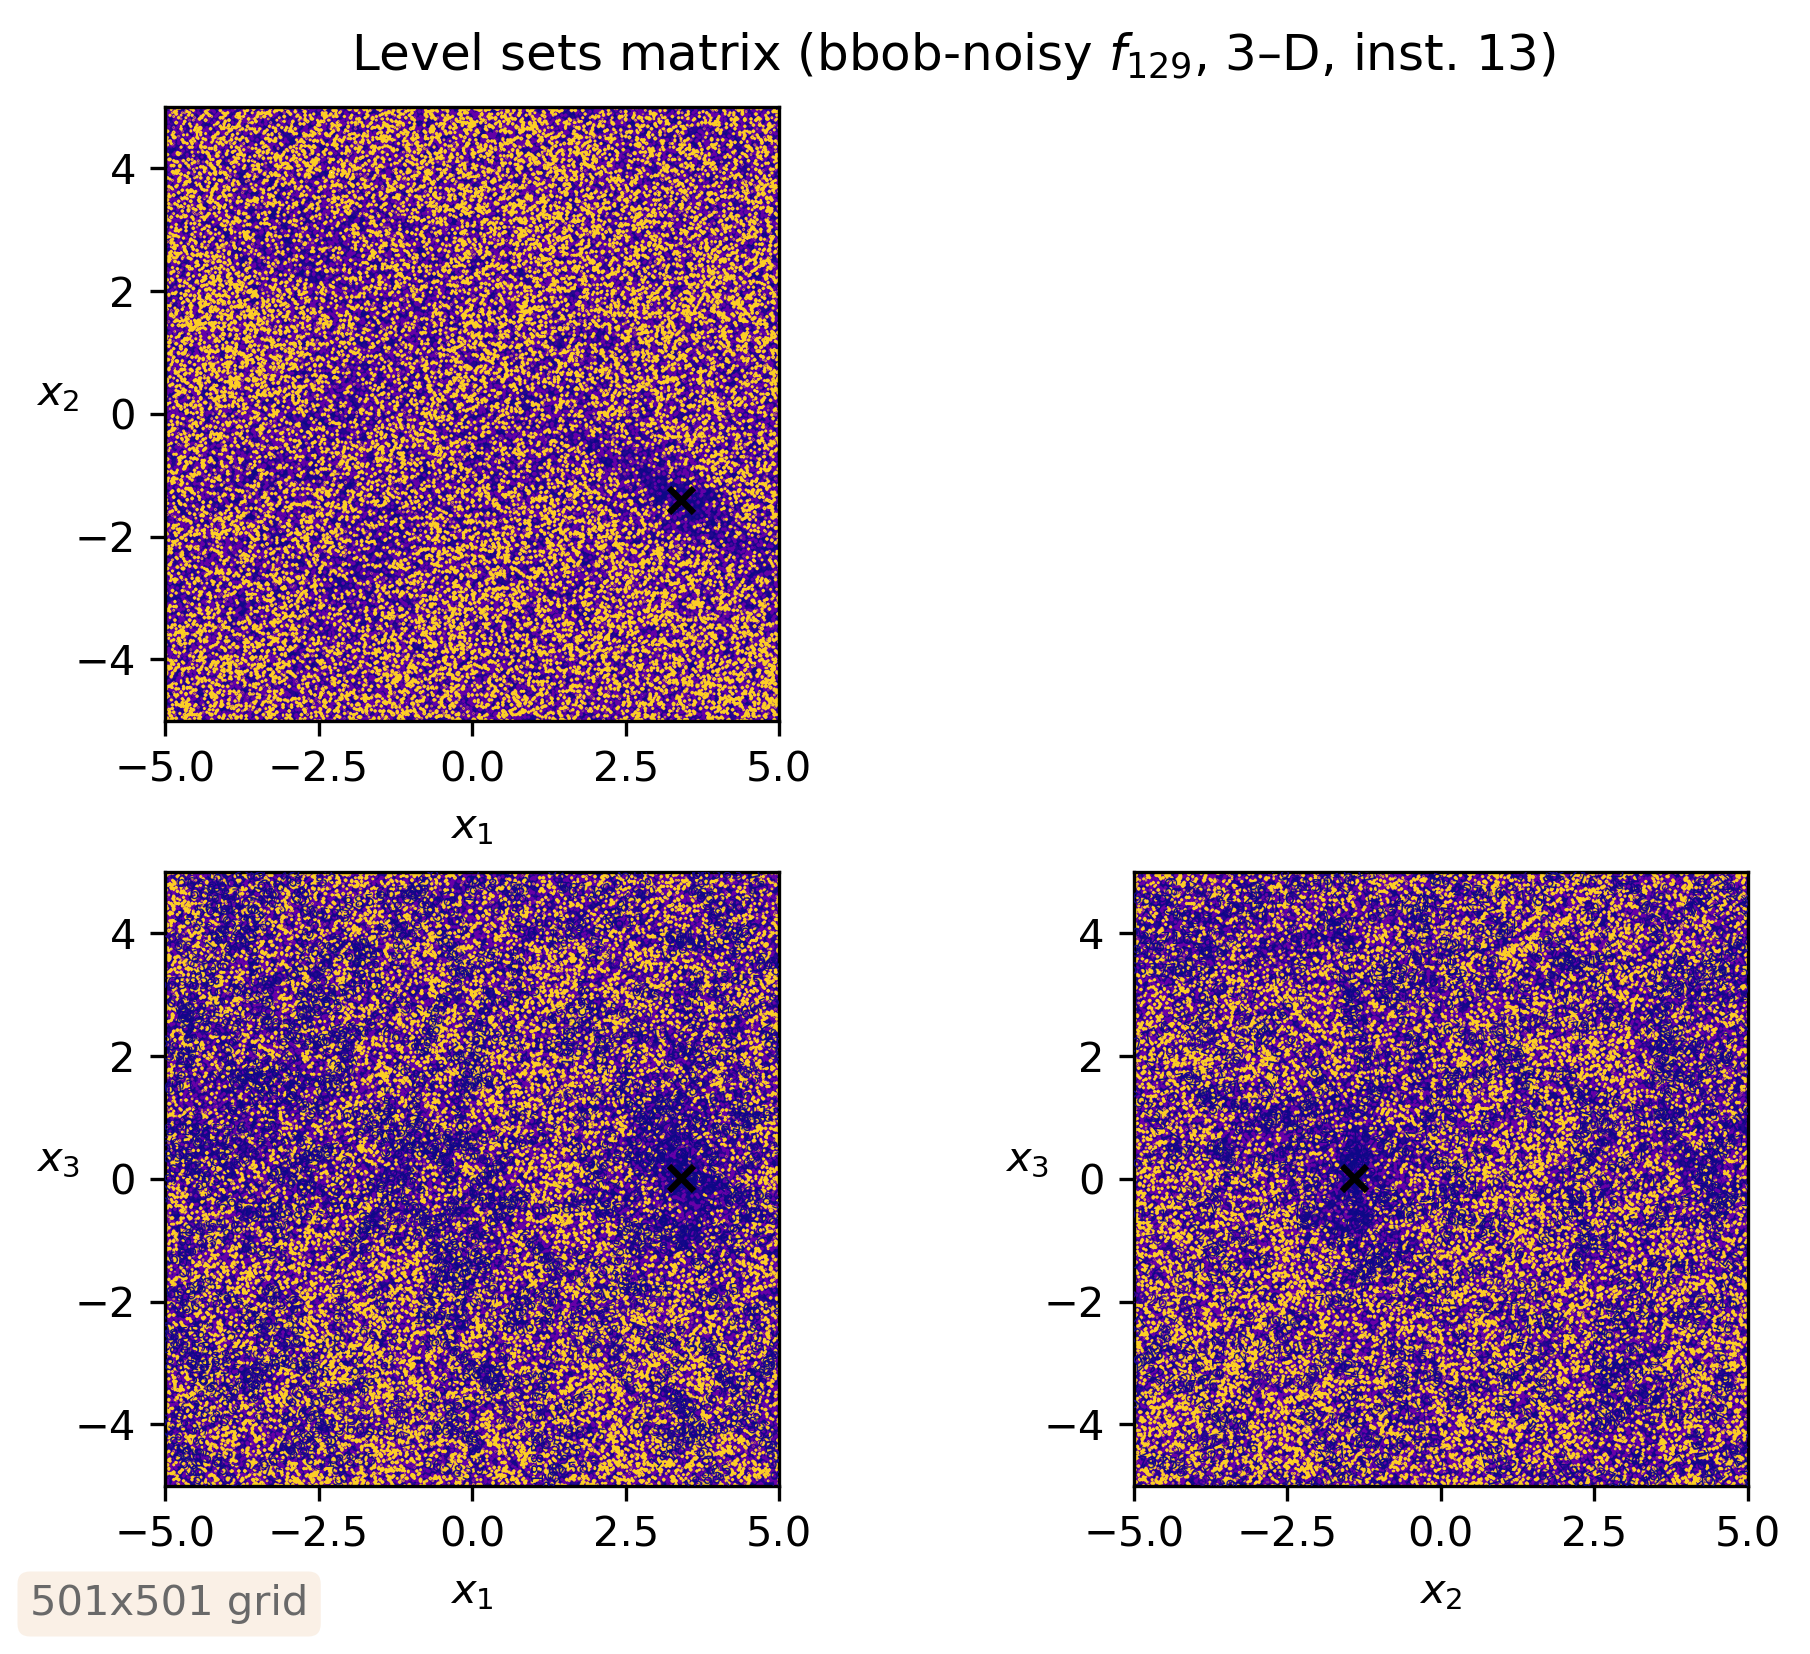 Level sets matrix (bbob-noisy f129, 3–D, inst. 13)
4
2
x2 0
−2
−4
−5.0 −2.5 0.0 2.5 5.0
x1
4 4
2 2
x3 0 x3 0
−2 −2
−4 −4
−5.0 −2.5 0.0 2.5 5.0 −5.0 −2.5 0.0 2.5 5.0
501x501 grid x1 x2